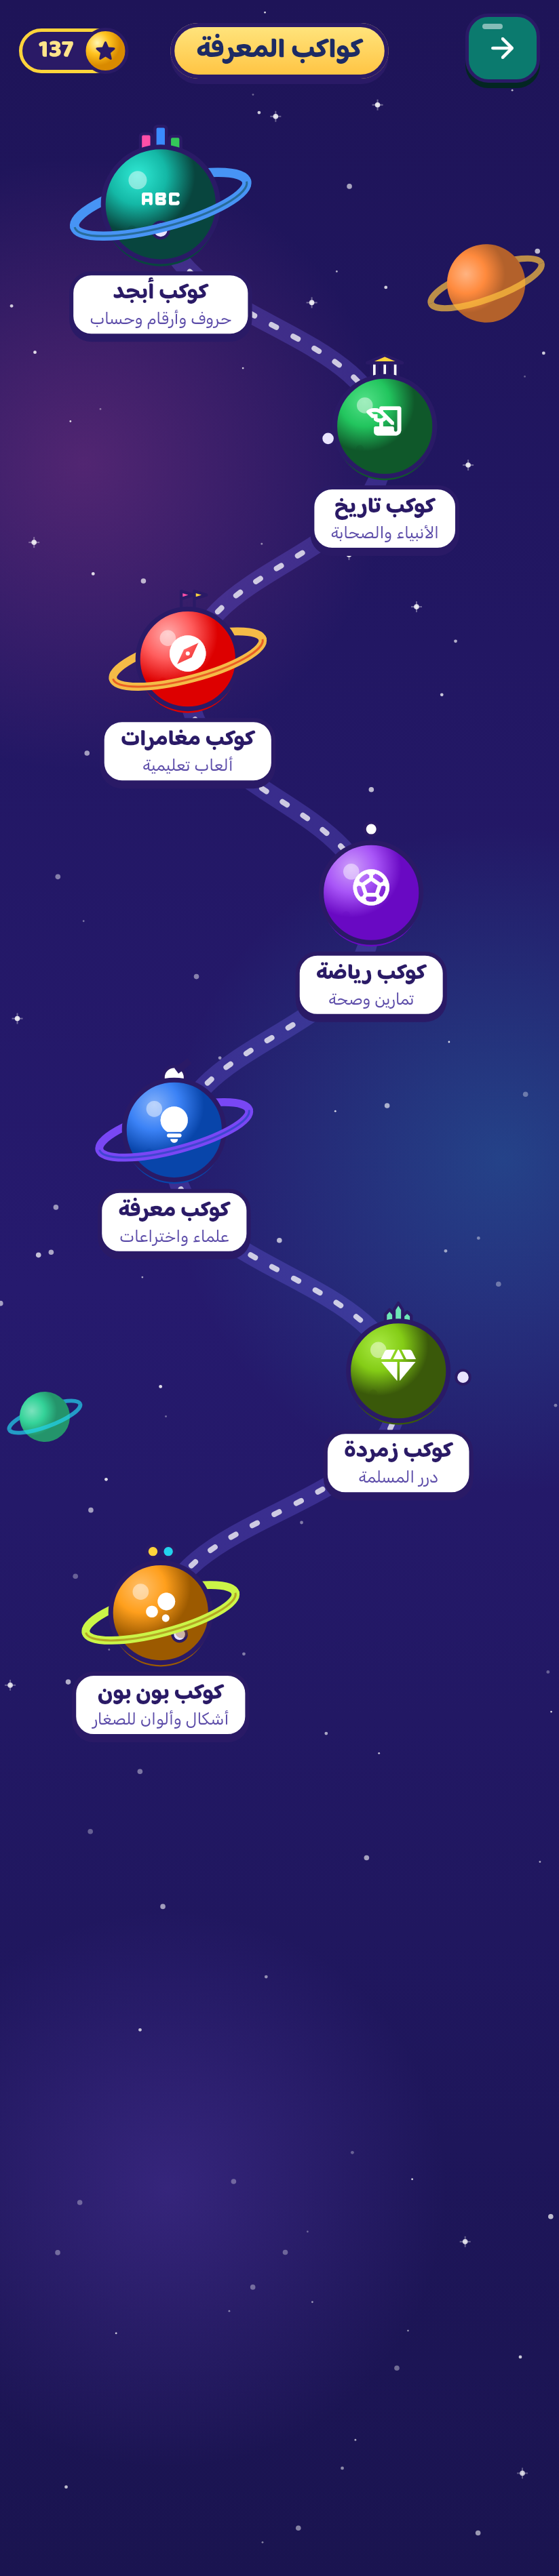 137
كواكب المعرفة
ABC
كوكب أبجد
حروف وأرقام وحساب
كوكب تاريخ
الأنبياء والصحابة
كوكب مغامرات
ألعاب تعليمية
كوكب رياضة
تمارين وصحة
كوكب معرفة
علماء واختراعات
كوكب زمردة
درر المسلمة
كوكب بون بون
أشكال وألوان للصغار